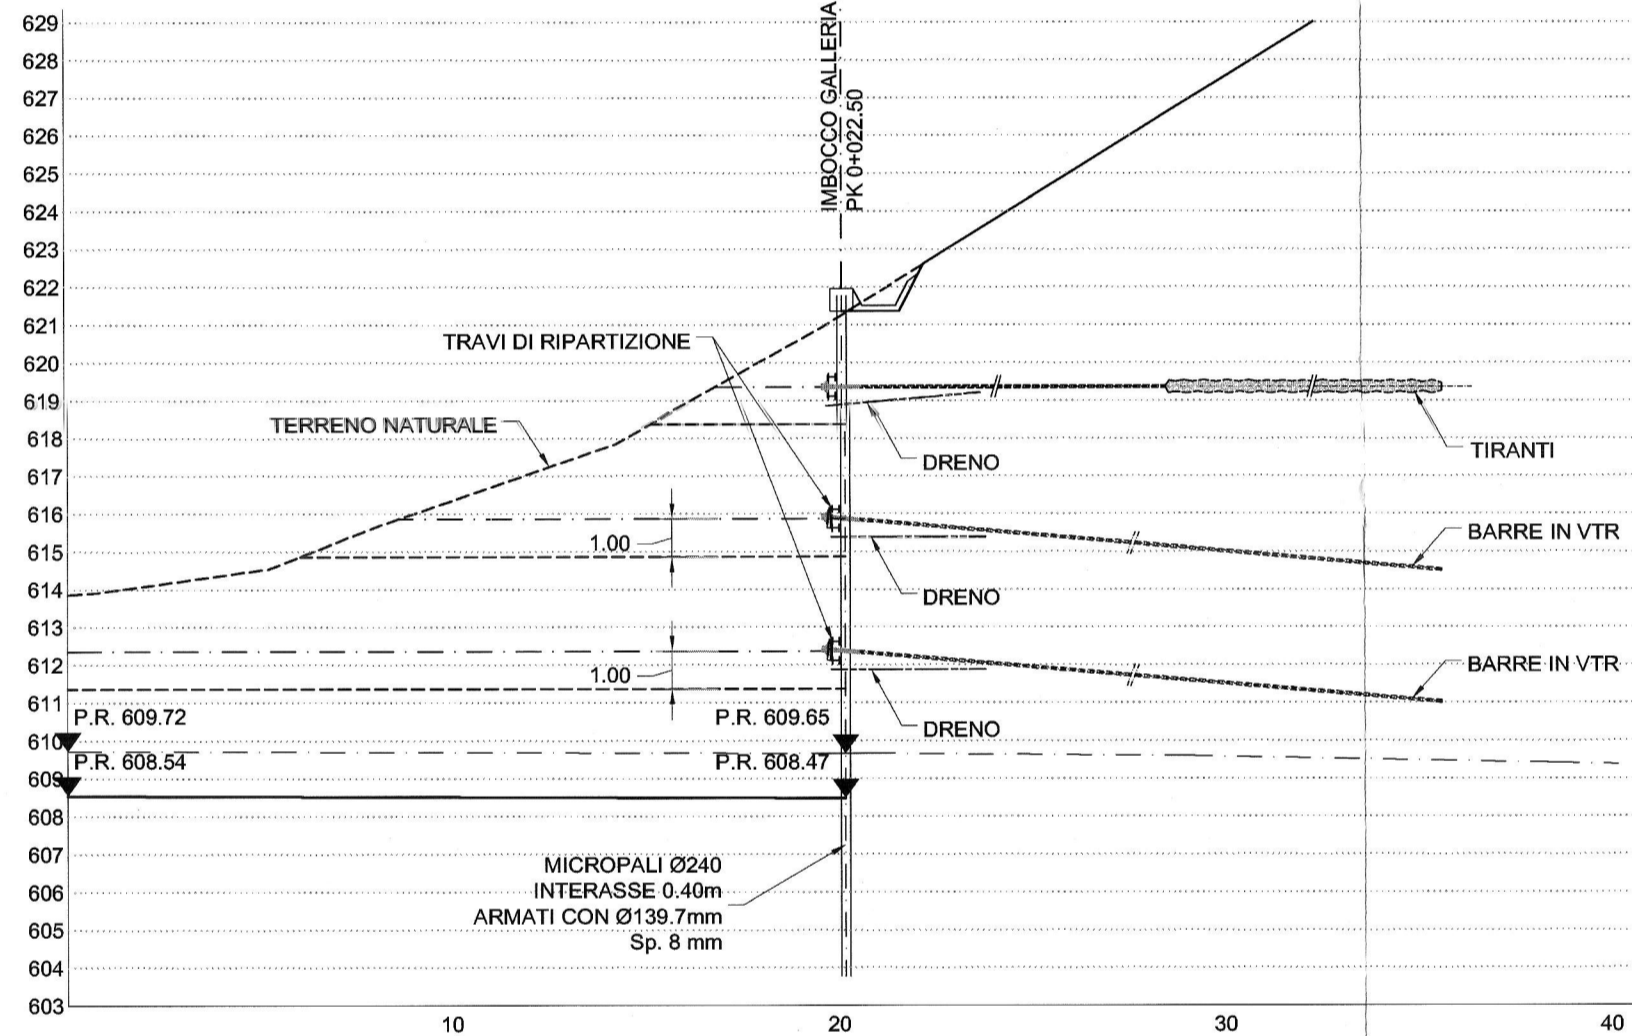 629
628
627
626
625
624
623
622
621
620
619
618
617
616
615
614
613
612
611
610
609
608
607
606
605
604
603
10
20
30
40
IMBOCCO GALLERIA
PK 0+022.50
TRAVI DI RIPARTIZIONE
TERRENO NATURALE
DRENO
TIRANTI
1.00
BARRE IN VTR
DRENO
1.00
BARRE IN VTR
DRENO
P.R. 609.72
P.R. 609.65
P.R. 608.54
P.R. 608.47
MICROPALI Ø240
INTERASSE 0.40m
ARMATI CON Ø139.7mm
Sp. 8 mm